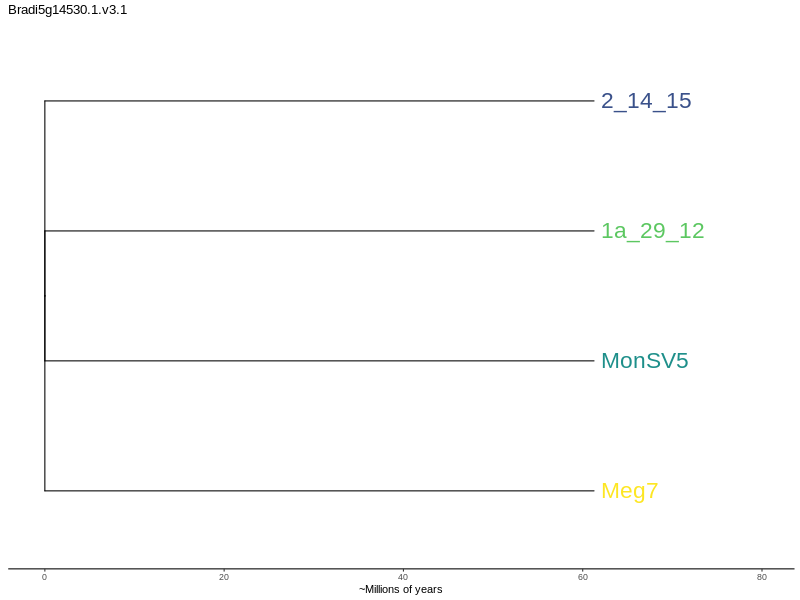 Bradi5g14530.1.v3.1
2_14_15
1a_29_12
MonSV5
Meg7
0 20 40 60 80
~Millions of years